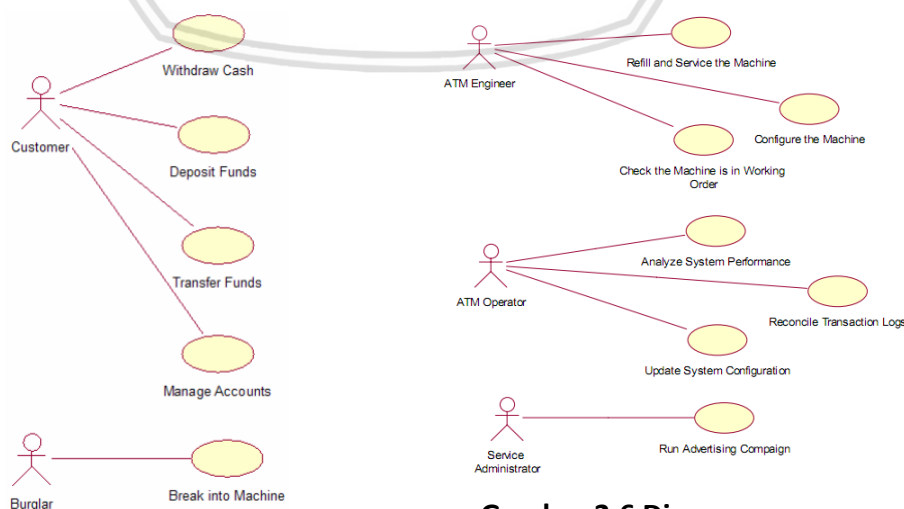 Withdraw Cash
Customer
Deposit Funds
Transfer Funds
Manage Accounts
Burglar
Break into Machine
ATM Engineer
Refill and Service the Machine
Configure the Machine
Check the Machine is in Working
Order
ATM Operator
Analyze System Performance
Reconcile Transaction Logs
Update System Configuration
Service
Administrator
Run Advertising Compaign